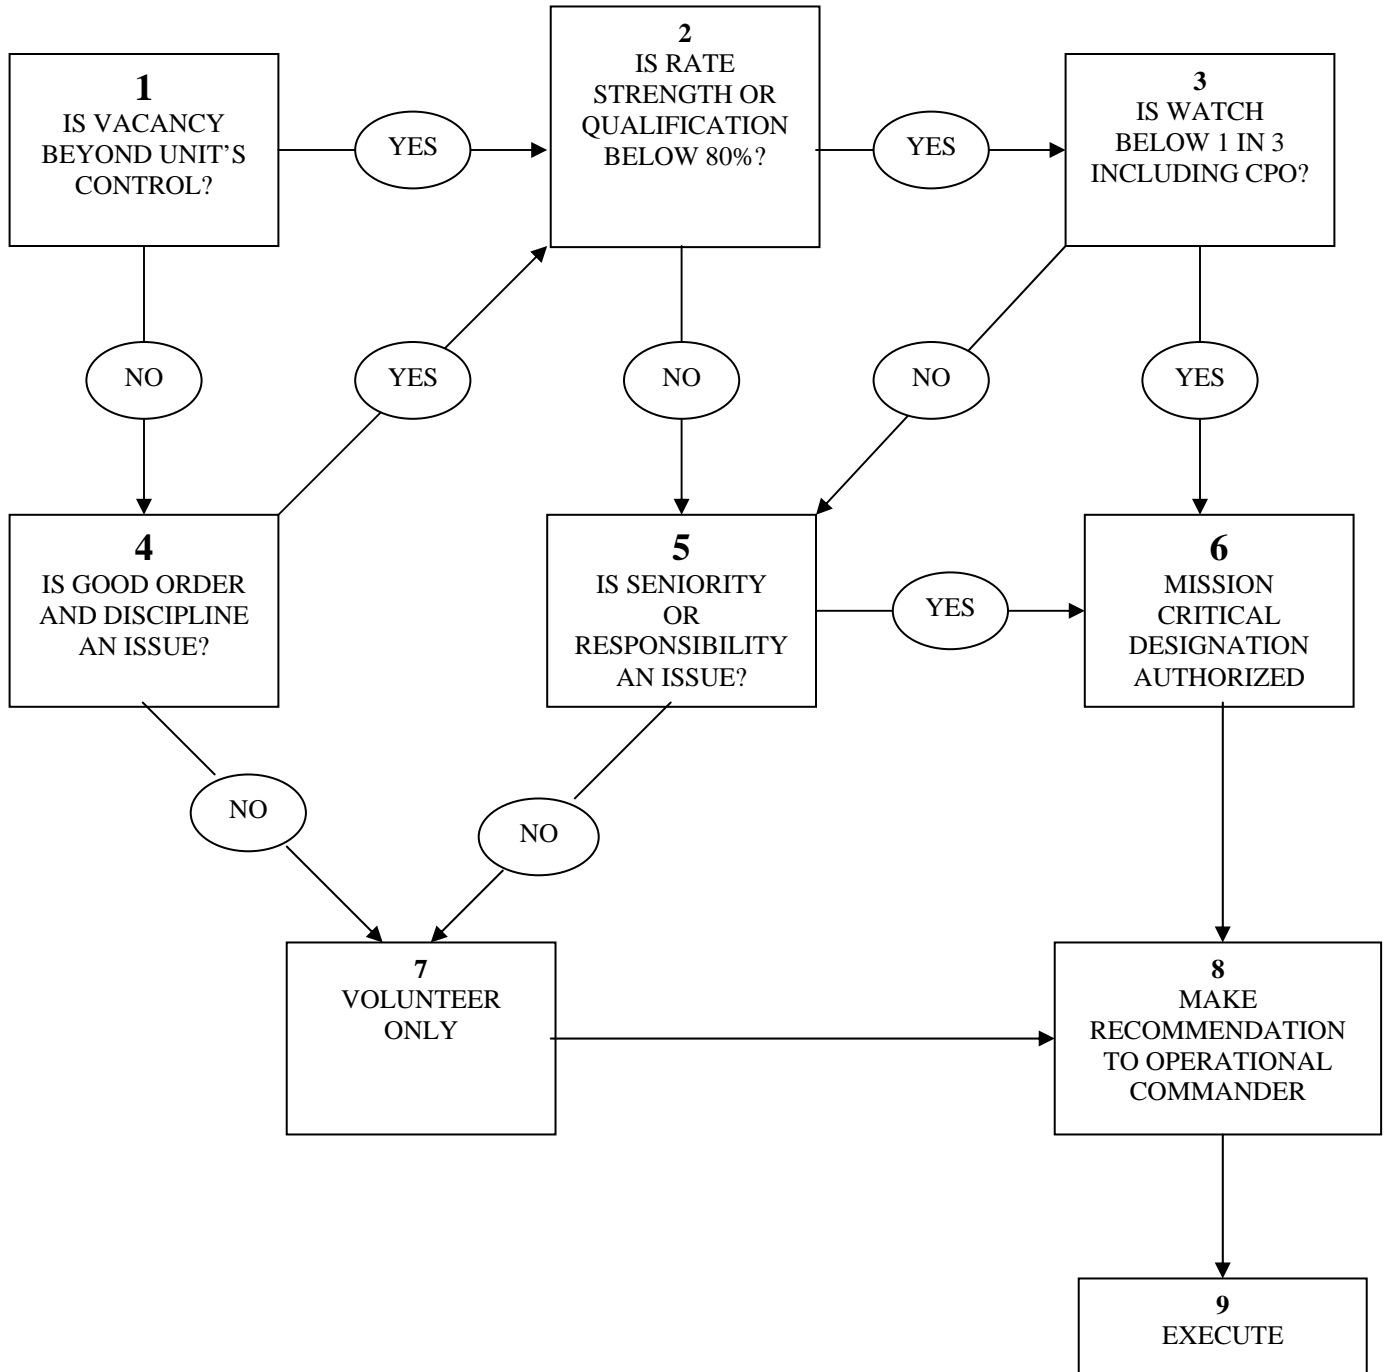 1
IS VACANCY
BEYOND UNIT'S
CONTROL?
YES
2
IS RATE
STRENGTH OR
QUALIFICATION
BELOW 80%?
YES
3
IS WATCH
BELOW 1 IN 3
INCLUDING CPO?
NO
YES
NO
NO
YES
4
IS GOOD ORDER
AND DISCIPLINE
AN ISSUE?
5
IS SENIORITY
OR
RESPONSIBILITY
AN ISSUE?
YES
6
MISSION
CRITICAL
DESIGNATION
AUTHORIZED
NO
NO
7
VOLUNTEER
ONLY
8
MAKE
RECOMMENDATION
TO OPERATIONAL
COMMANDER
9
EXECUTE